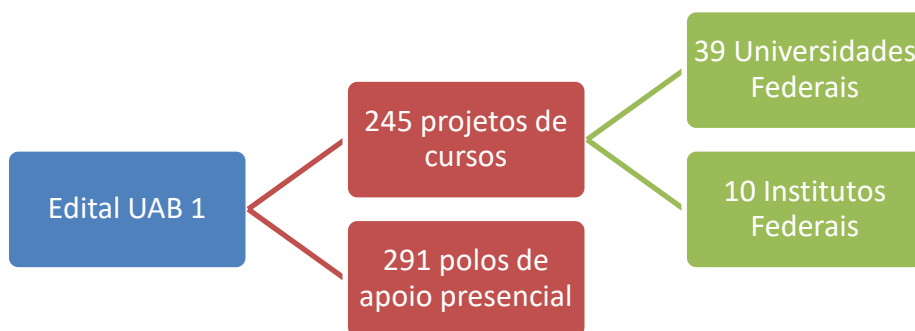 Edital UAB 1
245 projetos de
cursos
291 polos de
apoio presencial
39 Universidades
Federais
10 Institutos
Federais